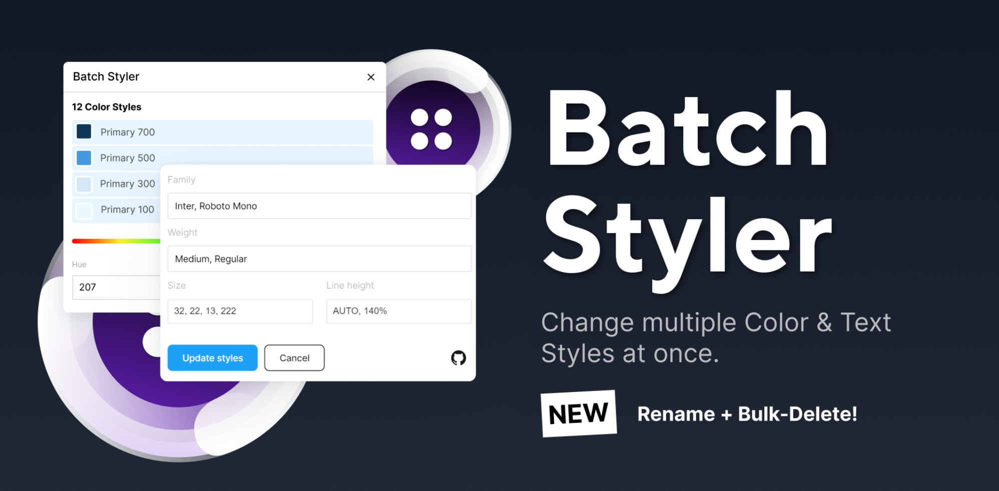 Batch Styler
12 Color Styles
Primary 700
Primary 500
Primary 300
Primary 100
Hue
207
Family
Inter, Roboto Mono
Weight
Medium, Regular
Size
Line height
32, 22, 13, 222
AUTO, 140%
Update styles
Cancel
Batch
Styler
Change multiple Color & Text
Styles at once.
NEW
Rename + Bulk-Delete!